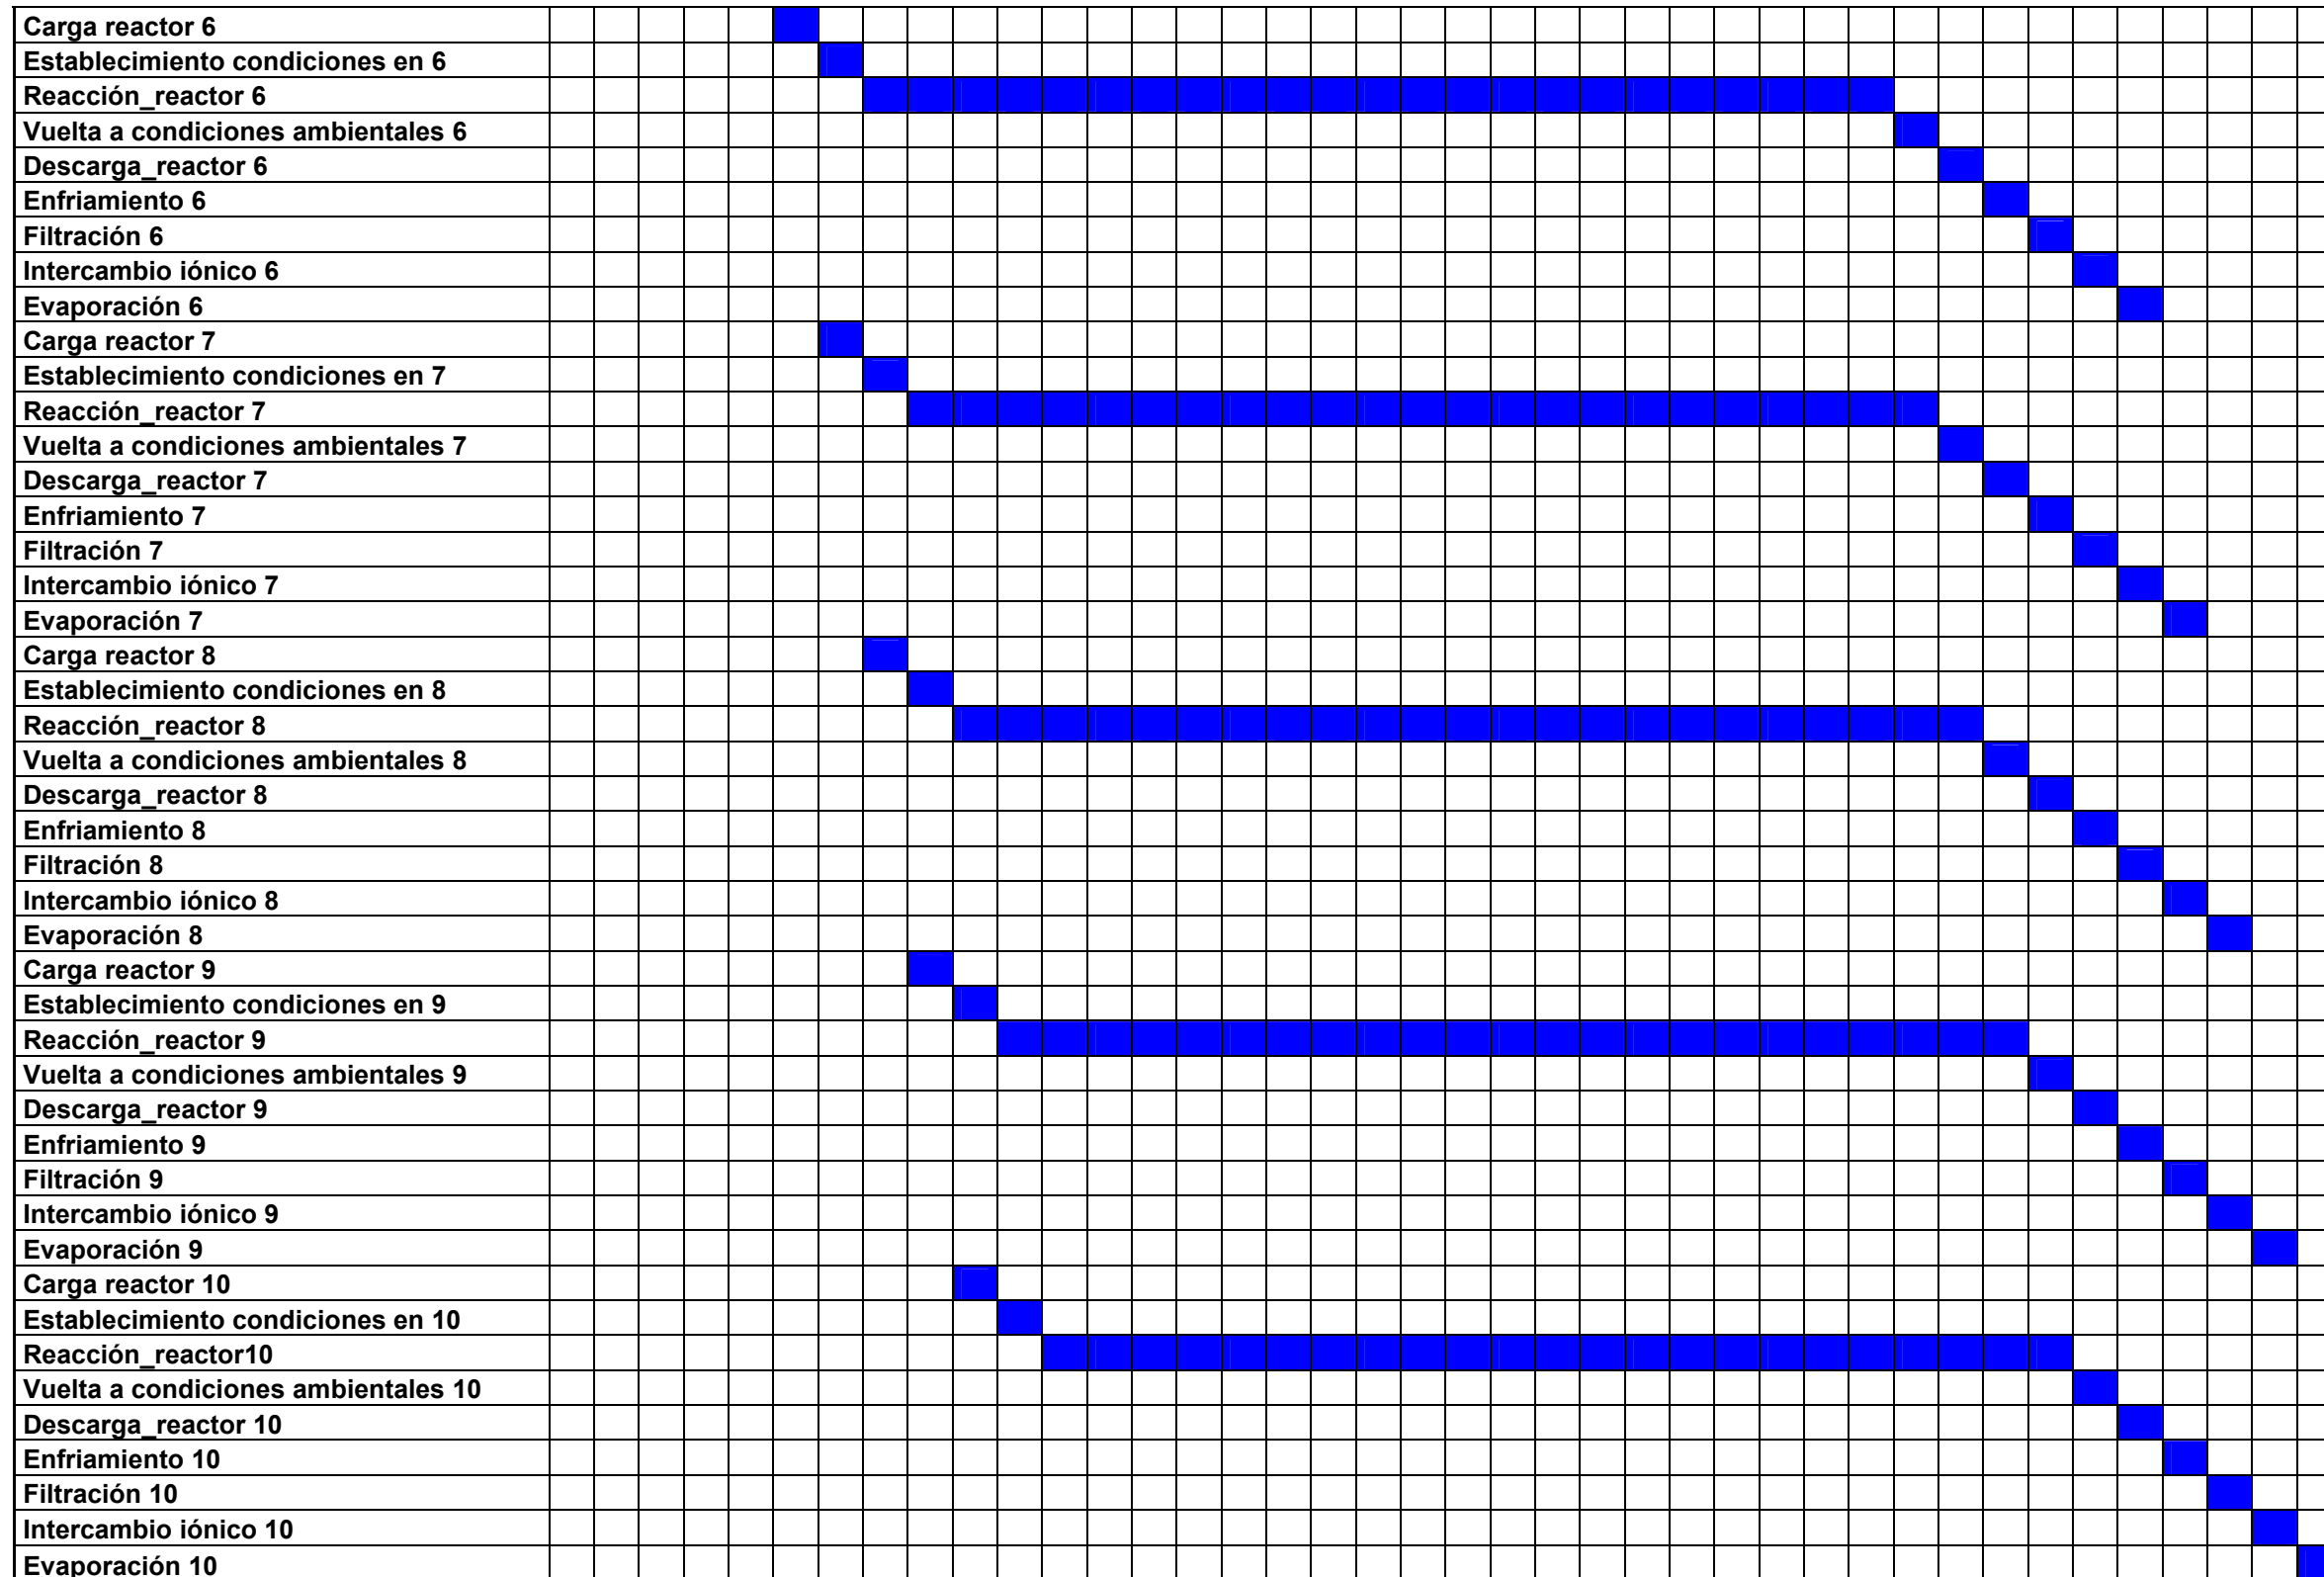 Carga reactor 6
Establecimiento condiciones en 6
Reacción_reactor 6
Vuelta a condiciones ambientales 6
Descarga_reactor 6
Enfriamiento 6
Filtración 6
Intercambio iónico 6
Evaporación 6
Carga reactor 7
Establecimiento condiciones en 7
Reacción_reactor 7
Vuelta a condiciones ambientales 7
Descarga_reactor 7
Enfriamiento 7
Filtración 7
Intercambio iónico 7
Evaporación 7
Carga reactor 8
Establecimiento condiciones en 8
Reacción_reactor 8
Vuelta a condiciones ambientales 8
Descarga_reactor 8
Enfriamiento 8
Filtración 8
Intercambio iónico 8
Evaporación 8
Carga reactor 9
Establecimiento condiciones en 9
Reacción_reactor 9
Vuelta a condiciones ambientales 9
Descarga_reactor 9
Enfriamiento 9
Filtración 9
Intercambio iónico 9
Evaporación 9
Carga reactor 10
Establecimiento condiciones en 10
Reacción_reactor10
Vuelta a condiciones ambientales 10
Descarga_reactor 10
Enfriamiento 10
Filtración 10
Intercambio iónico 10
Evaporación 10